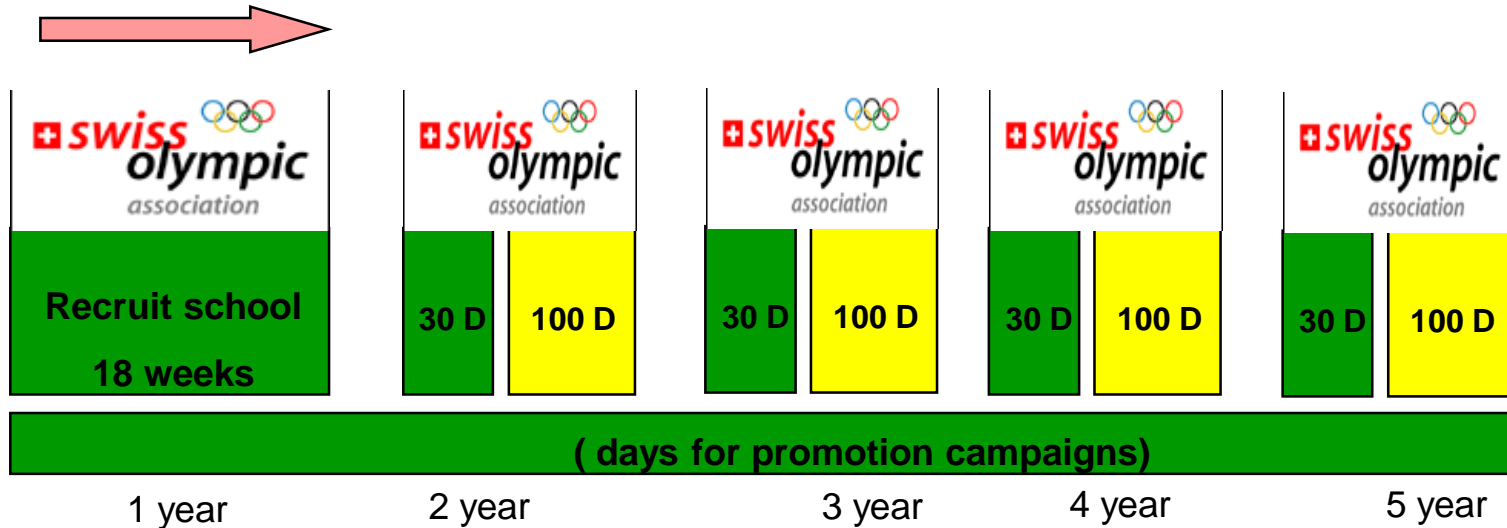 swiss
olympic
association
swiss
olympic
association
swiss
olympic
association
swiss
olympic
association
swiss
olympic
association
Recruit school
18 weeks
30 D
100 D
30 D
100 D
30 D
100 D
30 D
100 D
( days for promotion campaigns)
1 year
2 year
3 year
4 year
5 year